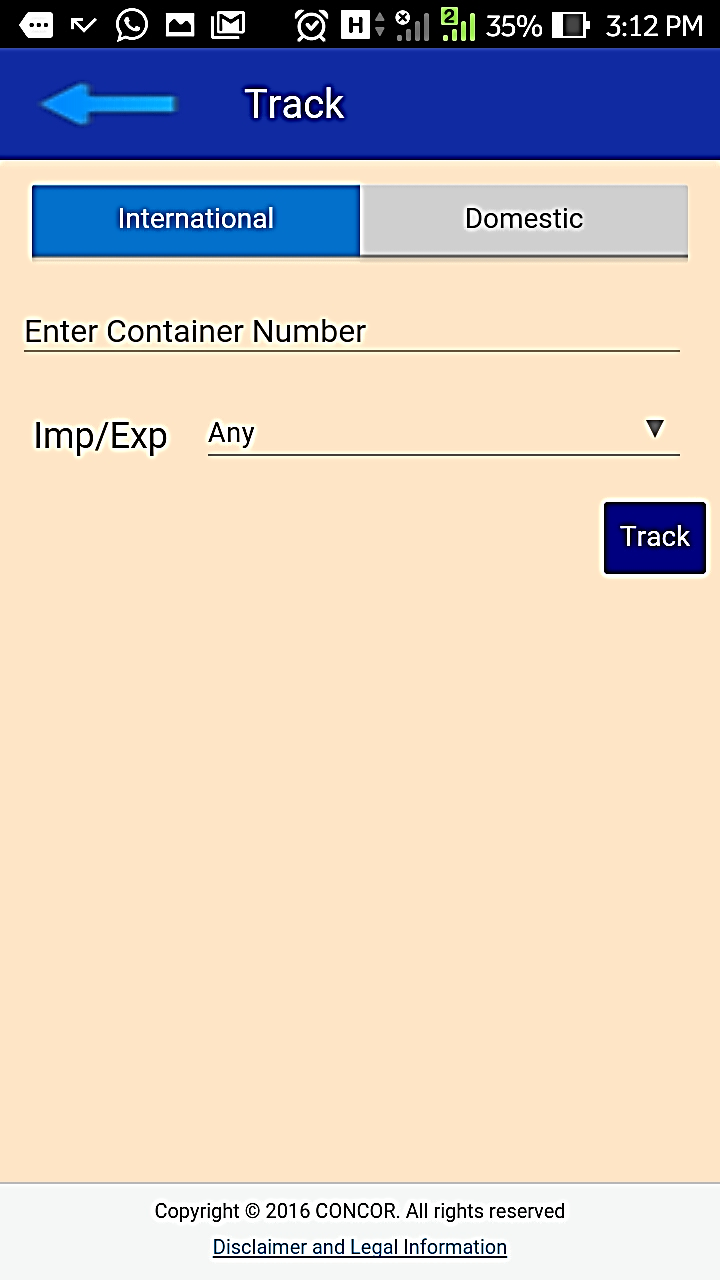 H 2 35% 3:12 PM
Track
International Domestic
Enter Container Number
Imp/Exp Any
Track
Copyright © 2016 CONCOR. All rights reserved
Disclaimer and Legal Information